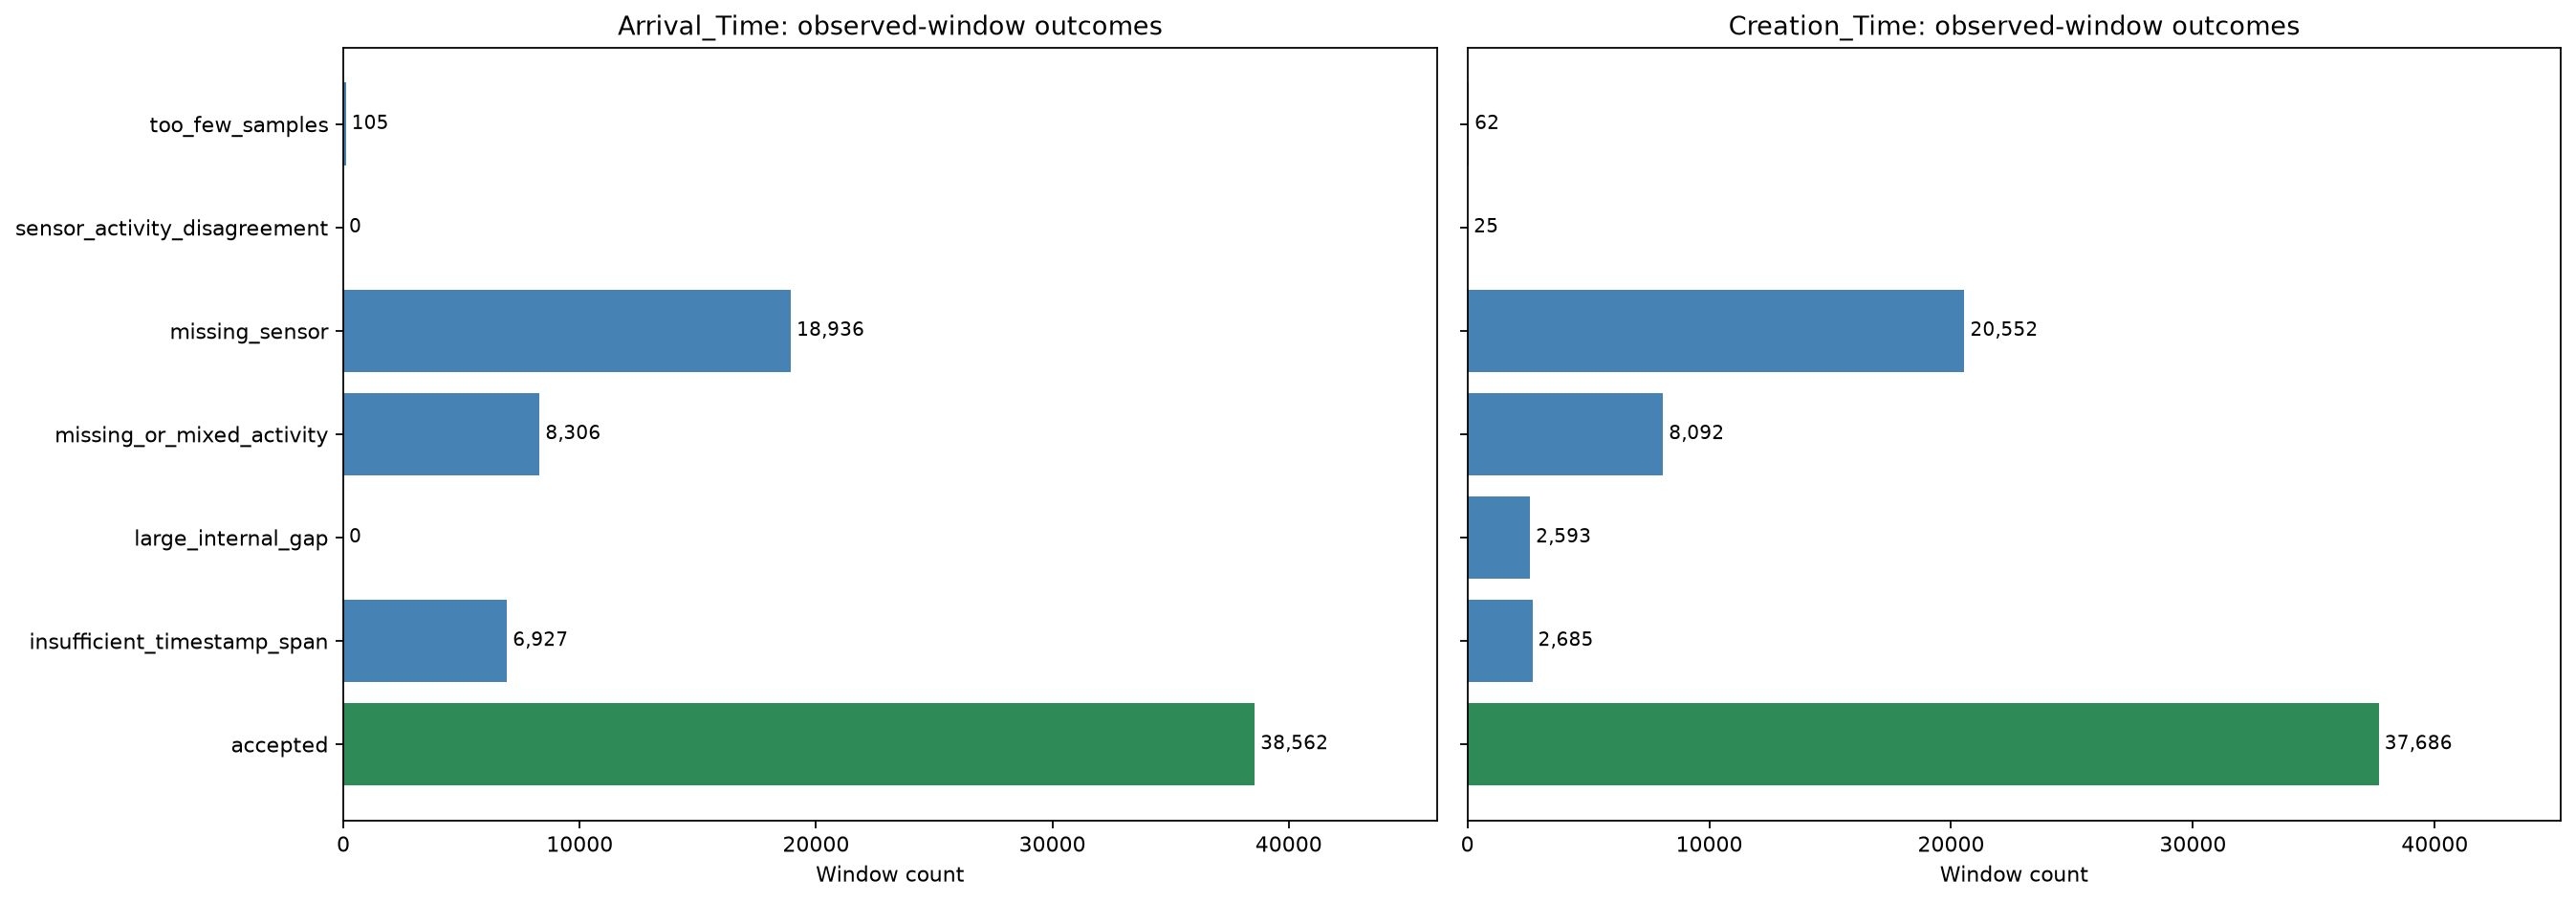 Arrival_Time: observed-window outcomes
too_few_samples 105
sensor_activity_disagreement 0
missing_sensor 18,936
missing_or_mixed_activity 8,306
large_internal_gap 0
insufficient_timestamp_span 6,927
accepted 38,562
0 10000 20000 30000 40000
Window count
Creation_Time: observed-window outcomes
62
25
20,552
8,092
2,593
2,685
37,686
0 10000 20000 30000 40000
Window count